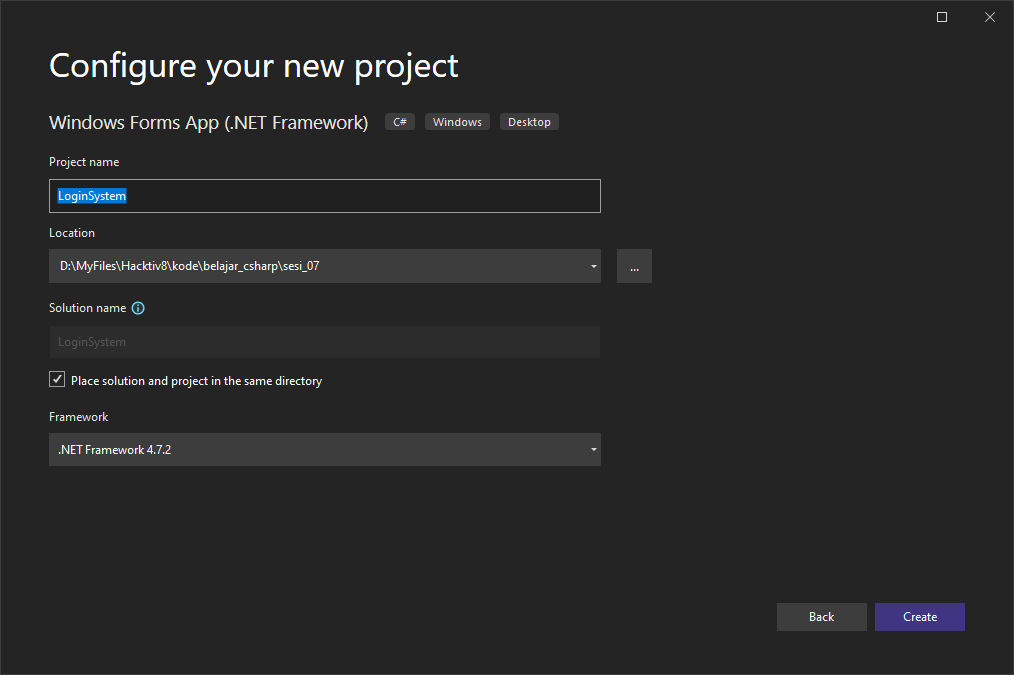 Configure your new project
Windows Forms App (.NET Framework) C# Windows Desktop
Project name
LoginSystem
Location
D:\MyFiles\Hacktiv8\kode\belajar_csharp\sesi_07
...
Solution name
LoginSystem
Place solution and project in the same directory
Framework
.NET Framework 4.7.2
Back Create